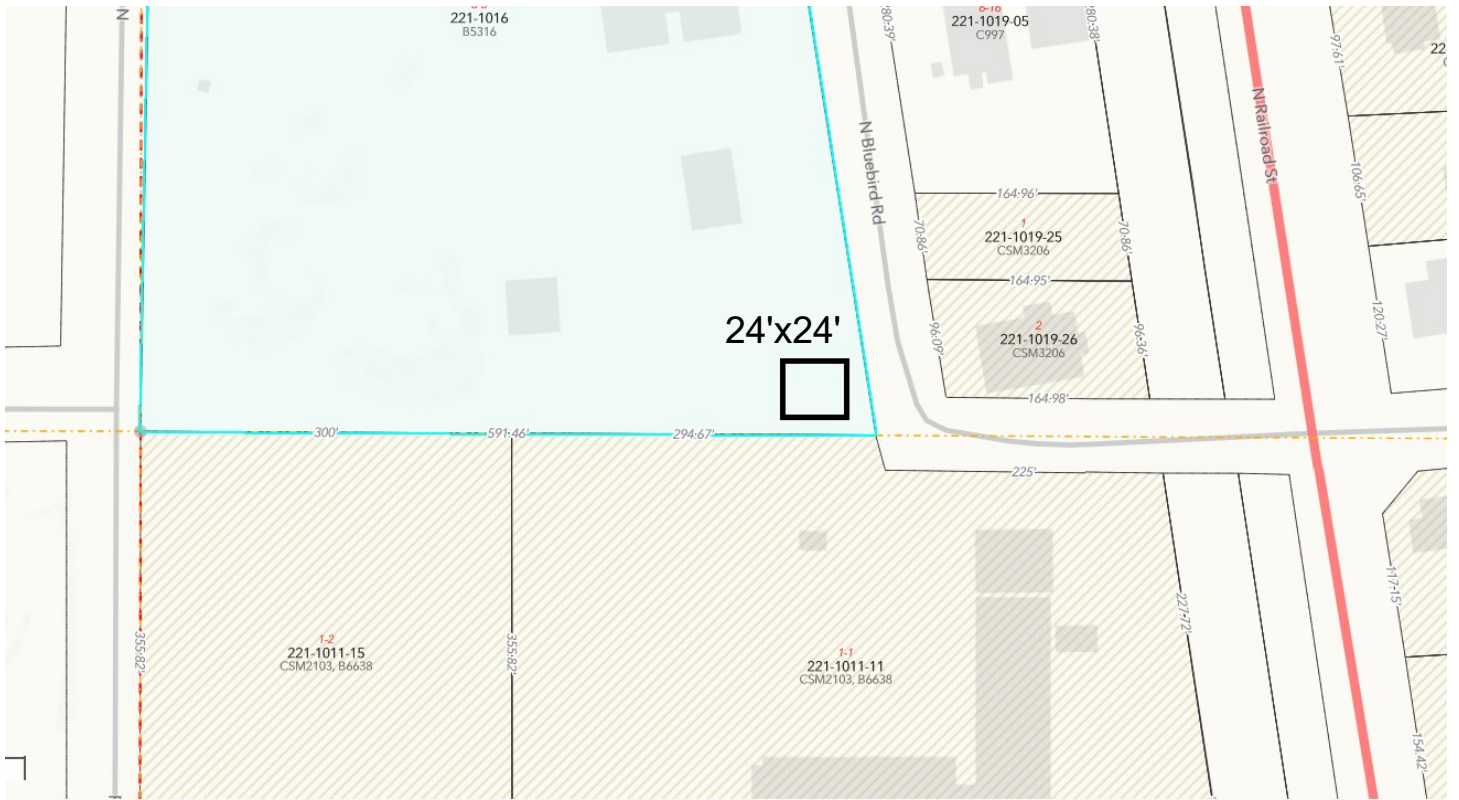 N
221-1016
B5316
80.39'
B-18
221-1019-05
C997
80.38'
97.61'
22
N Railroad St
N Bluebird Rd
106.65'
164.96'
70.86'
1
221-1019-25
CSM3206
70.86'
164.95'
24'x24'
96.09'
2
221-1019-26
CSM3206
96.36'
120.27'
164.98'
300'
591.46'
294.67'
225'
117.15'
227.72'
355.82'
1-2
221-1011-15
CSM2103, B6638
355.82'
1-1
221-1011-11
CSM2103, B6638
154.42'